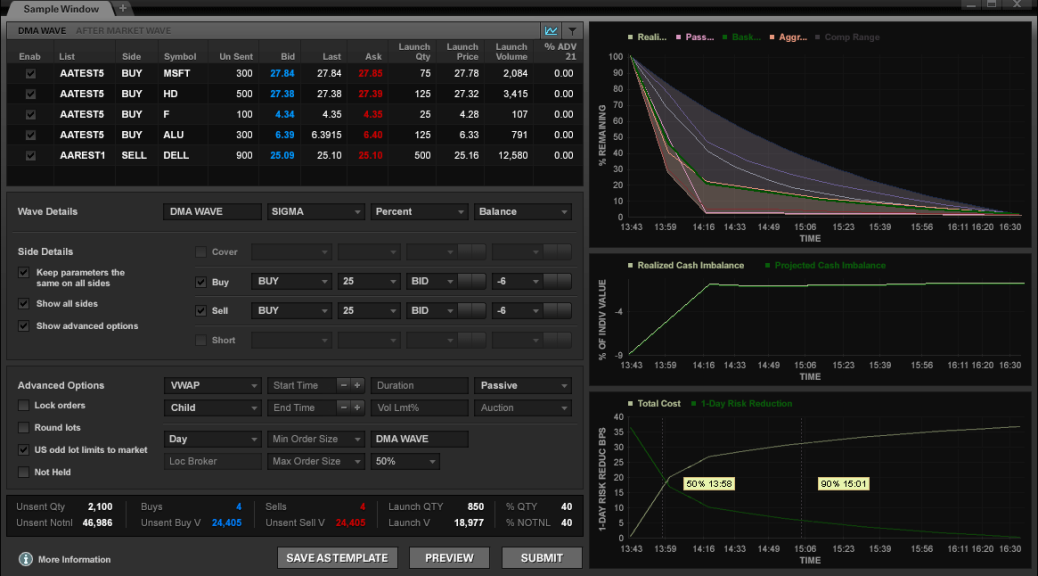 Sample Window +
DMA WAVE AFTER MARKET WAVE
Enab List Side Symbol Un Sent Bid Last Ask Launch Qty Launch Price Launch Volume % ADV 21
AATEST5 BUY MSFT 300 27.84 27.84 27.85 75 27.78 2,084 0.00
AATEST5 BUY HD 500 27.38 27.38 27.39 125 27.32 3,415 0.00
AATEST5 BUY F 100 4.34 4.35 4.35 25 4.28 107 0.00
AATEST5 BUY ALU 300 6.39 6.3915 6.40 125 6.33 791 0.00
AAREST1 SELL DELL 900 25.09 25.10 25.10 500 25.16 12,580 0.00
Wave Details DMA WAVE SIGMA Percent Balance
Side Details Cover
Keep parameters the
same on all sides
Buy BUY 25 BID -6
Show all sides
Sell BUY 25 BID -6
Show advanced options
Short
Advanced Options VWAP Start Time − + Duration Passive
Lock orders Child End Time − + Vol Lmt% Auction
Round lots
Day Min Order Size DMA WAVE
US odd lot limits to market
Loc Broker Max Order Size 50%
Not Held
Unsent Qty 2,100 Buys 4 Sells 4 Launch QTY 850 % QTY 40
Unsent Notnl 46,986 Unsent Buy V 24,405 Unsent Sell V 24,405 Launch V 18,977 % NOTNL 40
More Information SAVE AS TEMPLATE PREVIEW SUBMIT
Reali... Pass... Bask... Aggr... Comp Range
% REMAINING
100
90
80
70
60
50
40
30
20
10
0
13:43 13:59 14:16 14:33 14:49 15:06 15:23 15:39 15:56 16:11 16:20 16:30
TIME
Realized Cash Imbalance Projected Cash Imbalance
% OF INDIV VALUE
-4
-9
13:43 13:59 14:16 14:33 14:49 15:06 15:23 15:39 15:56 16:11 16:30
TIME
Total Cost 1-Day Risk Reduction
1-DAY RISK REDUC BPS
40
35
30
25
20
15
10
5
0
50% 13:58
90% 15:01
13:43 13:59 14:16 14:33 14:49 15:06 15:23 15:39 15:56 16:11 16:20 16:30
TIME